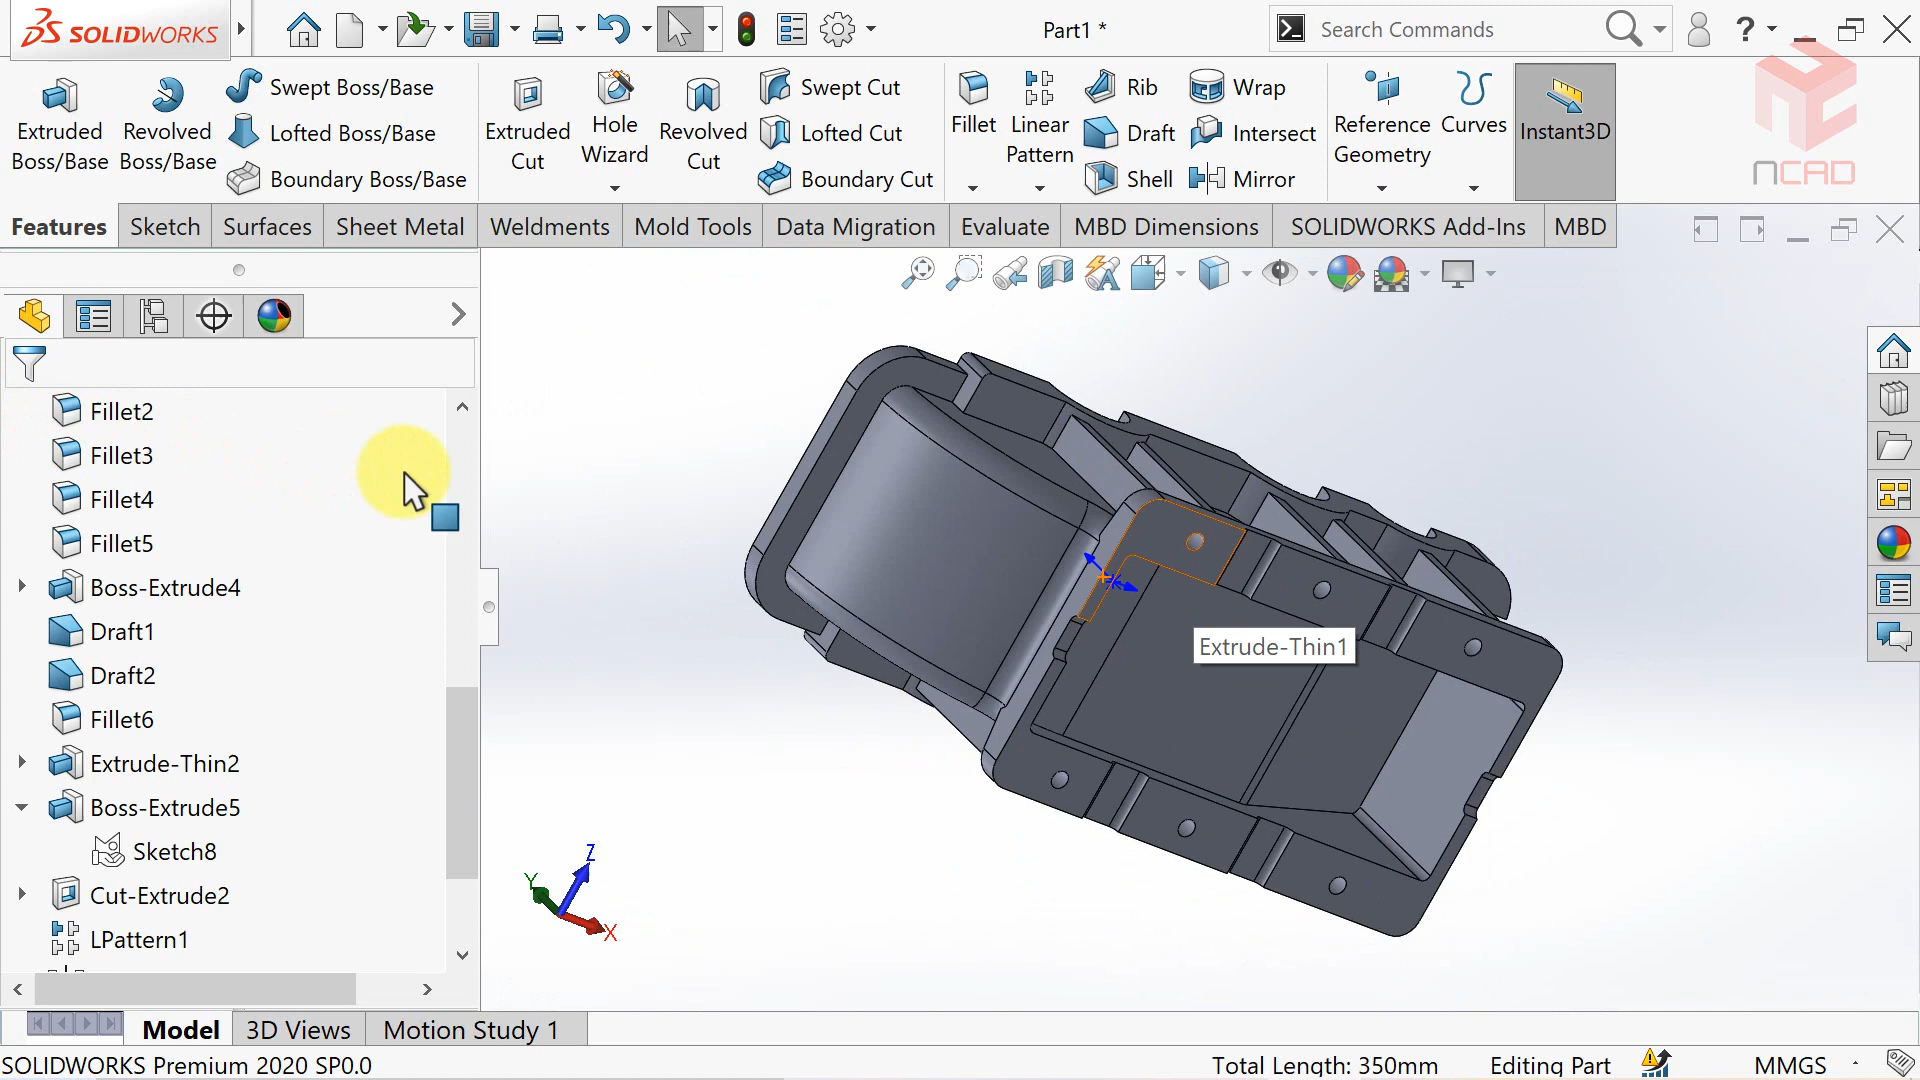 SOLIDWORKS
Part1 *
Search Commands
?
Extruded Boss/Base
Revolved Boss/Base
Swept Boss/Base
Lofted Boss/Base
Boundary Boss/Base
Extruded Cut
Hole Wizard
Revolved Cut
Swept Cut
Lofted Cut
Boundary Cut
Fillet
Linear Pattern
Rib
Draft
Shell
Wrap
Intersect
Mirror
Reference Geometry
Curves
Instant3D
NCAD
Features
Sketch
Surfaces
Sheet Metal
Weldments
Mold Tools
Data Migration
Evaluate
MBD Dimensions
SOLIDWORKS Add-Ins
MBD
Fillet2
Fillet3
Fillet4
Fillet5
Boss-Extrude4
Draft1
Draft2
Fillet6
Extrude-Thin2
Boss-Extrude5
Sketch8
Cut-Extrude2
LPattern1
Extrude-Thin1
Z
Y
X
Model
3D Views
Motion Study 1
SOLIDWORKS Premium 2020 SP0.0
Total Length: 350mm
Editing Part
MMGS